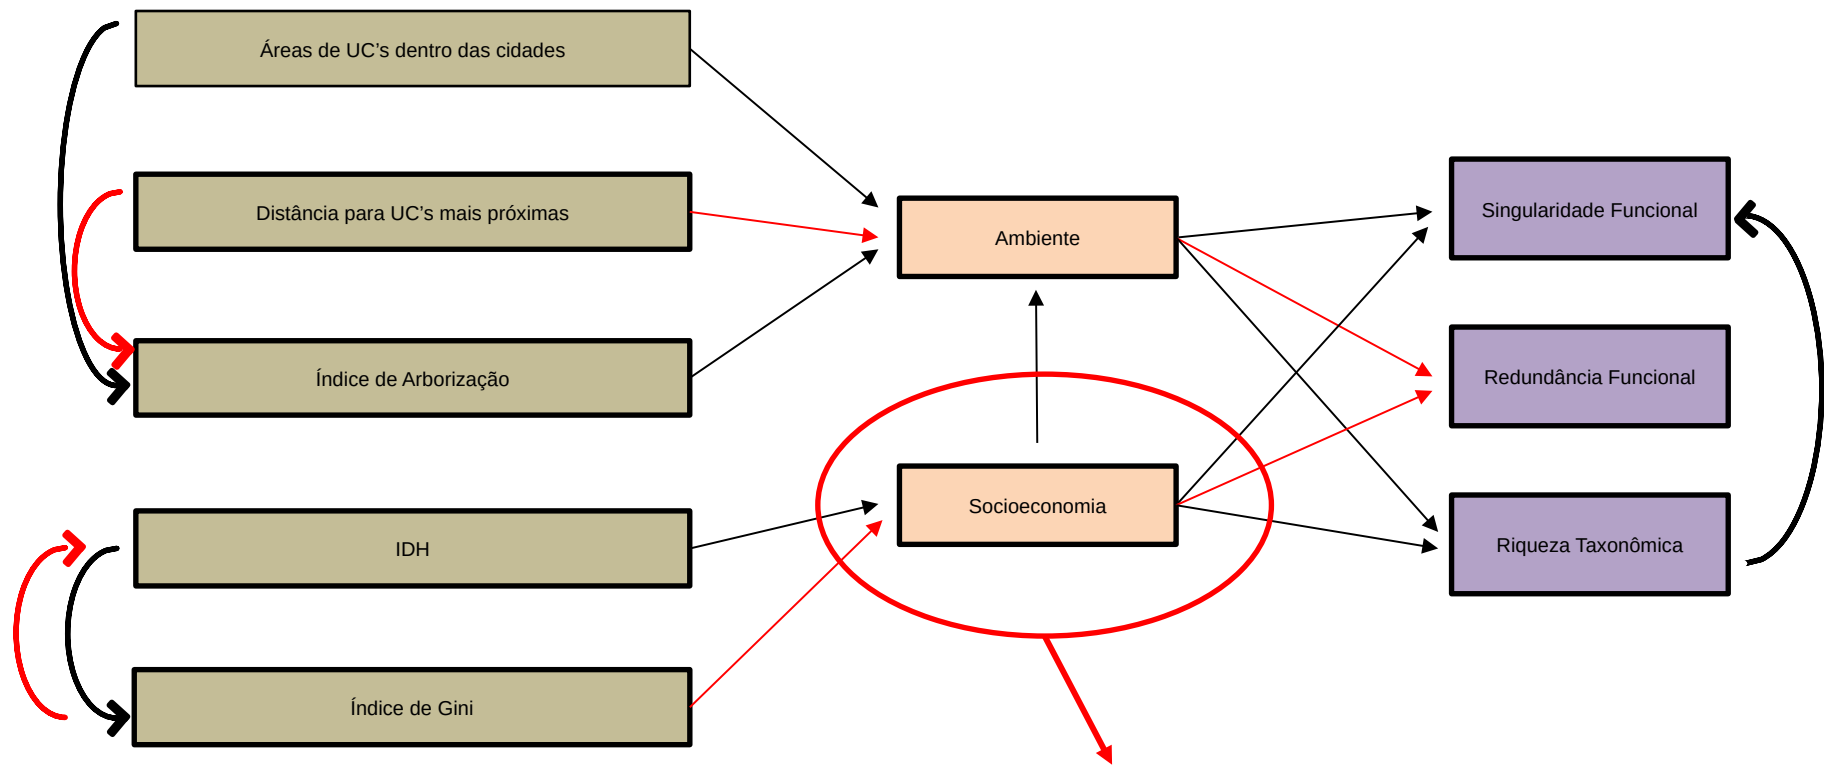 Áreas de UC’s dentro das cidades
Distância para UC’s mais próximas
Índice de Arborização
IDH
Índice de Gini
Ambiente
Socioeconomia
Singularidade Funcional
Redundância Funcional
Riqueza Taxonômica